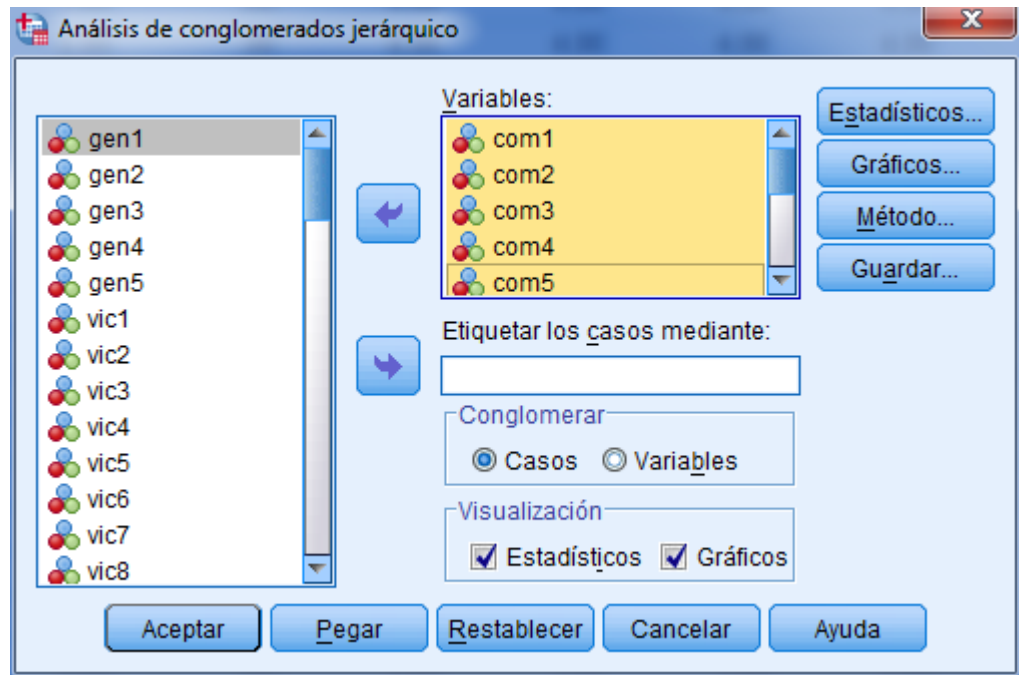 Análisis de conglomerados jerárquico
gen1
gen2
gen3
gen4
gen5
vic1
vic2
vic3
vic4
vic5
vic6
vic7
vic8
Variables:
com1
com2
com3
com4
com5
Etiquetar los casos mediante:
Conglomerar
Casos Variables
Visualización
Estadísticos Gráficos
Estadísticos...
Gráficos...
Método...
Guardar...
Aceptar Pegar Restablecer Cancelar Ayuda